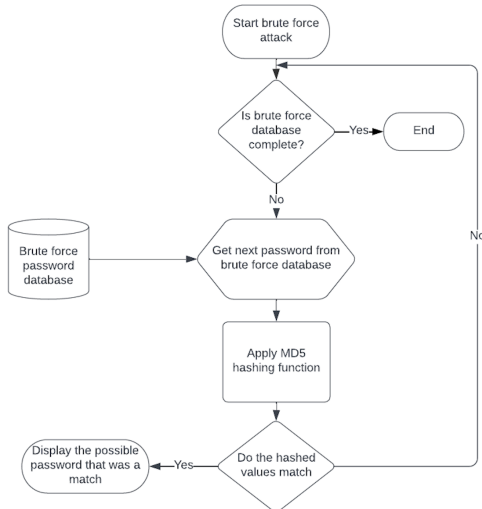 Start brute force
attack
Is brute force
database
complete?
Yes
End
No
No
Brute force
password
database
Get next password from
brute force database
Apply MD5
hashing function
Do the hashed
values match
Yes
Display the possible
password that was a
match